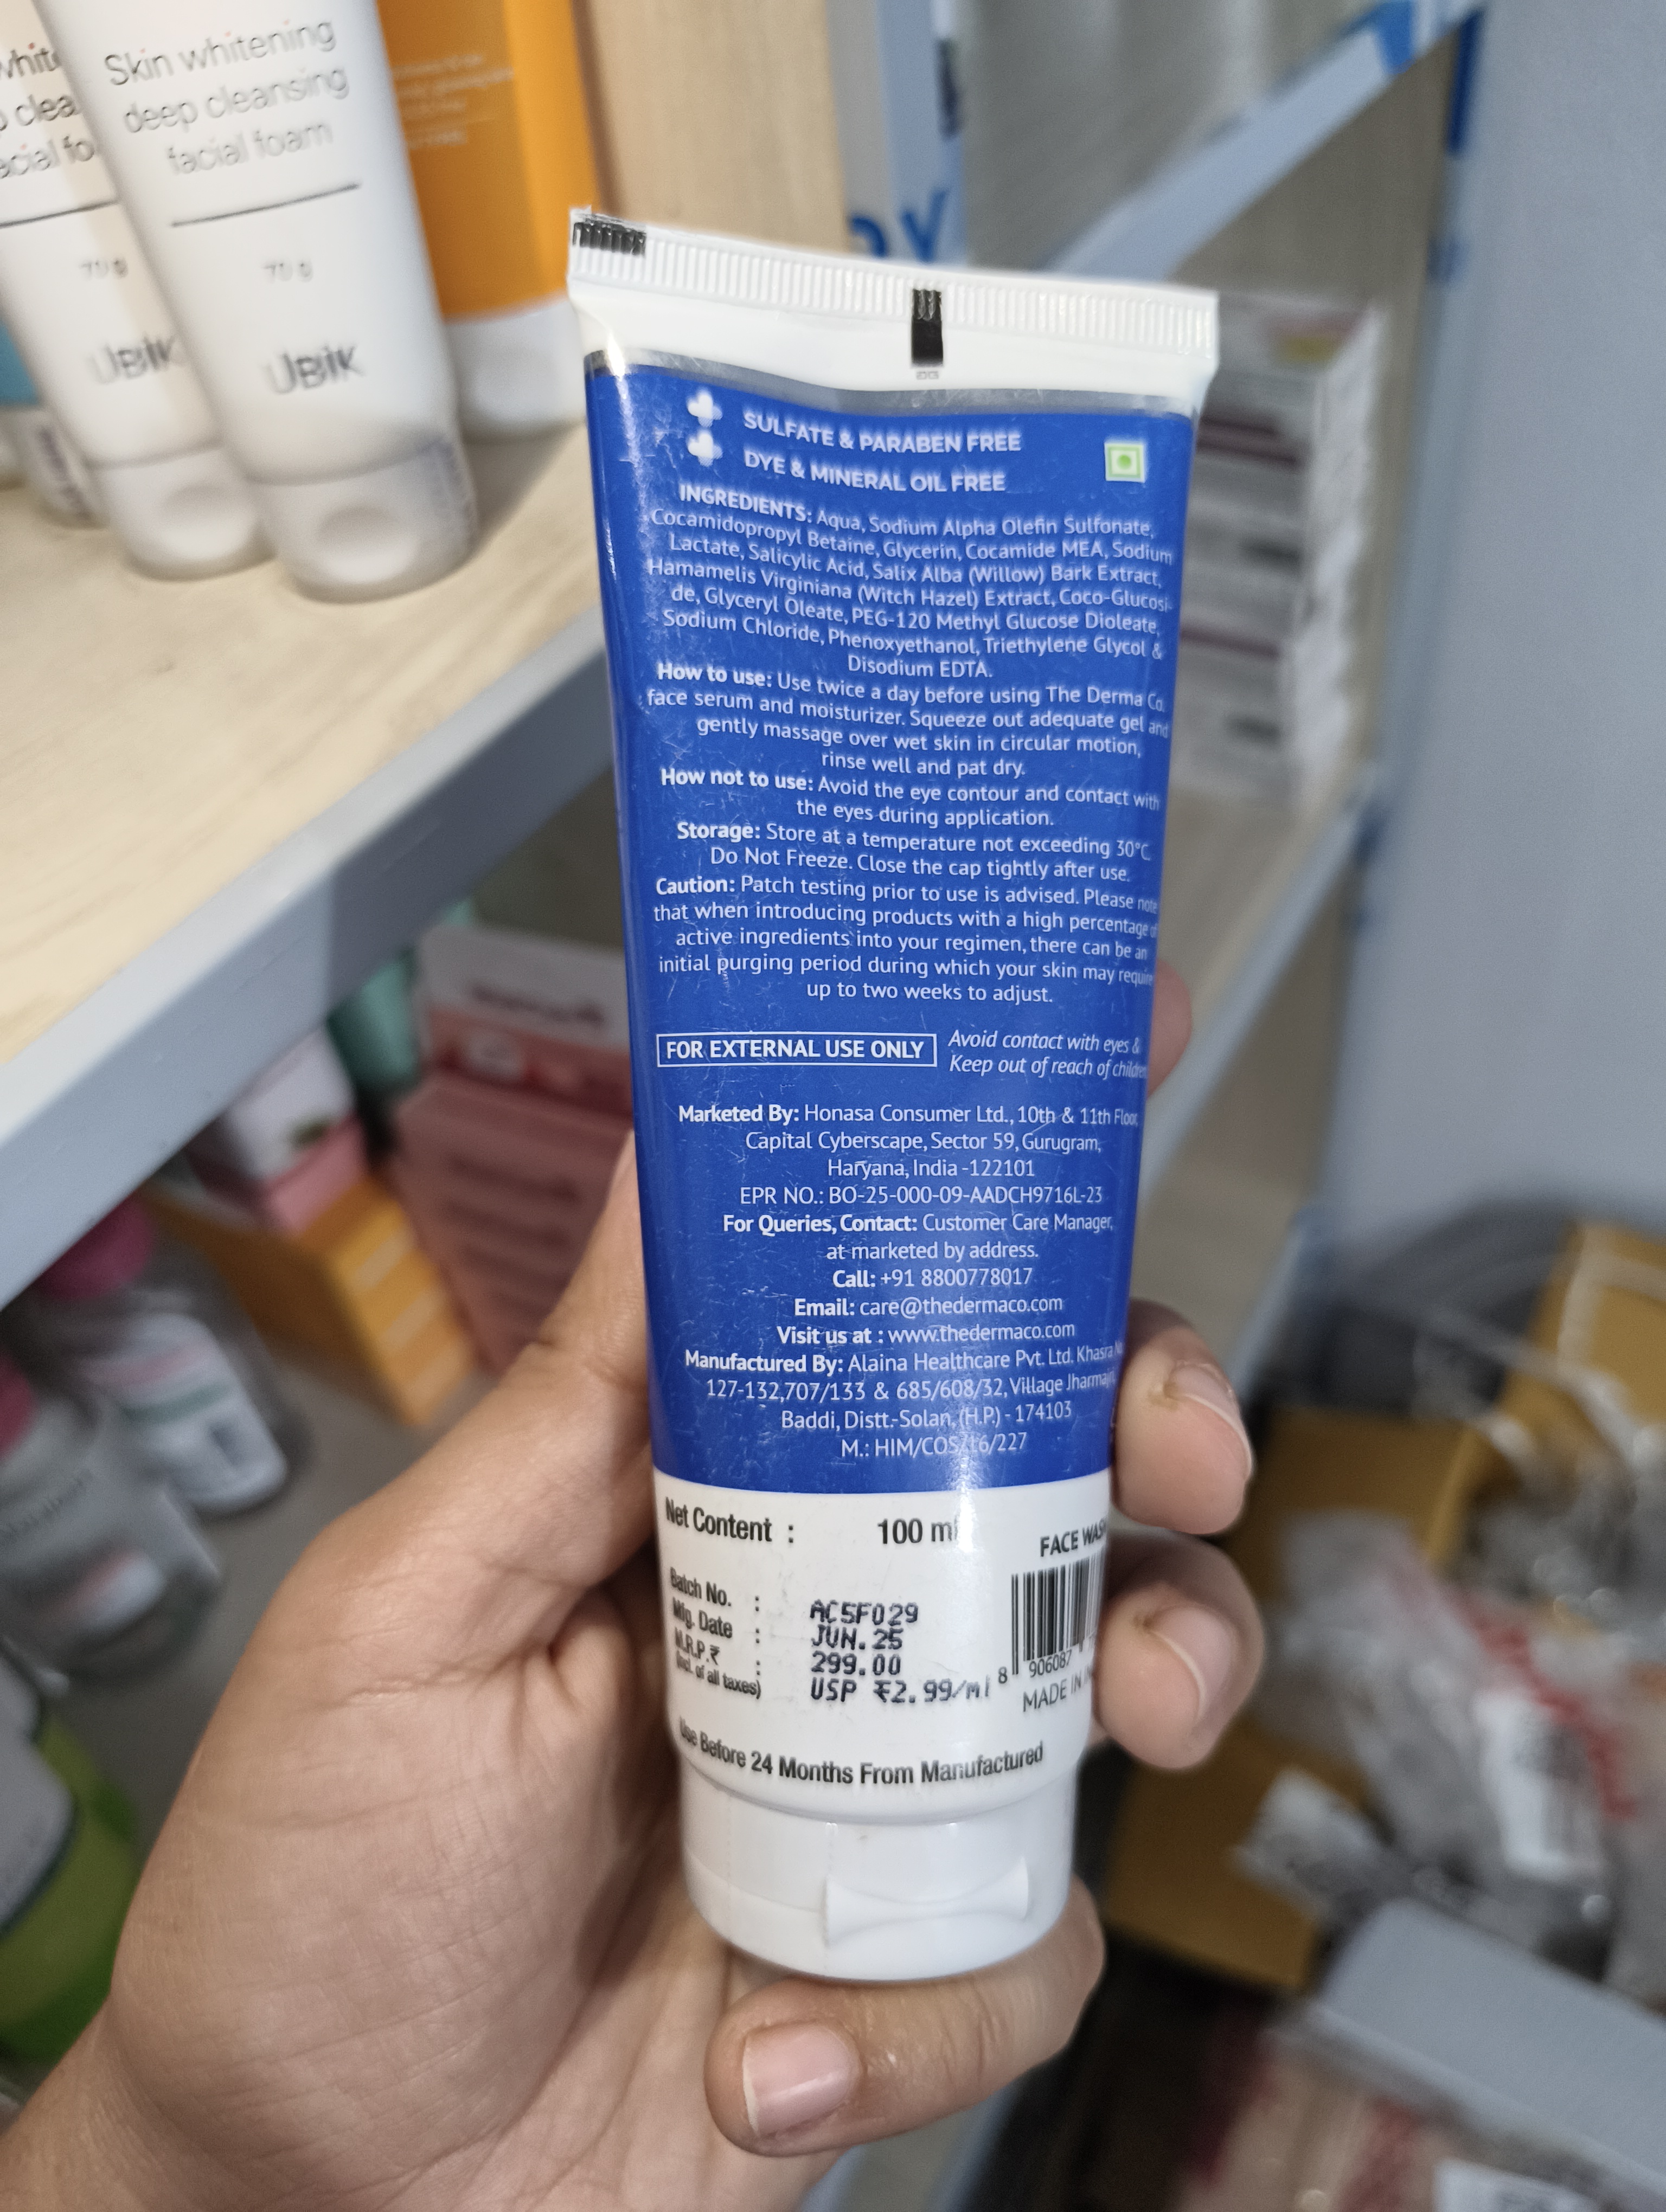 Skin whitening
deep cleansing
facial foam
70 g
UBIK
70 g
UBIK
SULFATE & PARABEN FREE
DYE & MINERAL OIL FREE
INGREDIENTS: Aqua, Sodium Alpha Olefin Sulfonate,
Cocamidopropyl Betaine, Glycerin, Cocamide MEA, Sodium
Lactate, Salicylic Acid, Salix Alba (Willow) Bark Extract,
Hamamelis Virginiana (Witch Hazel) Extract, Coco-Glucosi-
de, Glyceryl Oleate, PEG-120 Methyl Glucose Dioleate,
Sodium Chloride, Phenoxyethanol, Triethylene Glycol &
Disodium EDTA.
How to use: Use twice a day before using The Derma Co.
face serum and moisturizer. Squeeze out adequate gel and
gently massage over wet skin in circular motion,
rinse well and pat dry.
How not to use: Avoid the eye contour and contact with
the eyes during application.
Storage: Store at a temperature not exceeding 30°C.
Do Not Freeze. Close the cap tightly after use.
Caution: Patch testing prior to use is advised. Please note
that when introducing products with a high percentage of
active ingredients into your regimen, there can be an
initial purging period during which your skin may require
up to two weeks to adjust.
FOR EXTERNAL USE ONLY
Avoid contact with eyes &
Keep out of reach of children
Marketed By: Honasa Consumer Ltd., 10th & 11th Floor,
Capital Cyberscape, Sector 59, Gurugram,
Haryana, India -122101
EPR NO.: BO-25-000-09-AADCH9716L-23
For Queries, Contact: Customer Care Manager,
at marketed by address.
Call: +91 8800778017
Email: care@thedermaco.com
Visit us at : www.thedermaco.com
Manufactured By: Alaina Healthcare Pvt. Ltd. Khasra
127-132,707/133 & 685/608/32, Village Jharmajri,
Baddi, Distt.-Solan, (H.P.) - 174103
M.: HIM/COS/16/227
Net Content : 100 ml
FACE WASH
Batch No. : AC5F029
Mfg. Date : JUN.25
M.R.P.₹ : 299.00
(Incl. of all taxes) USP ₹2.99/ml
8 906087
MADE IN
Use Before 24 Months From Manufactured